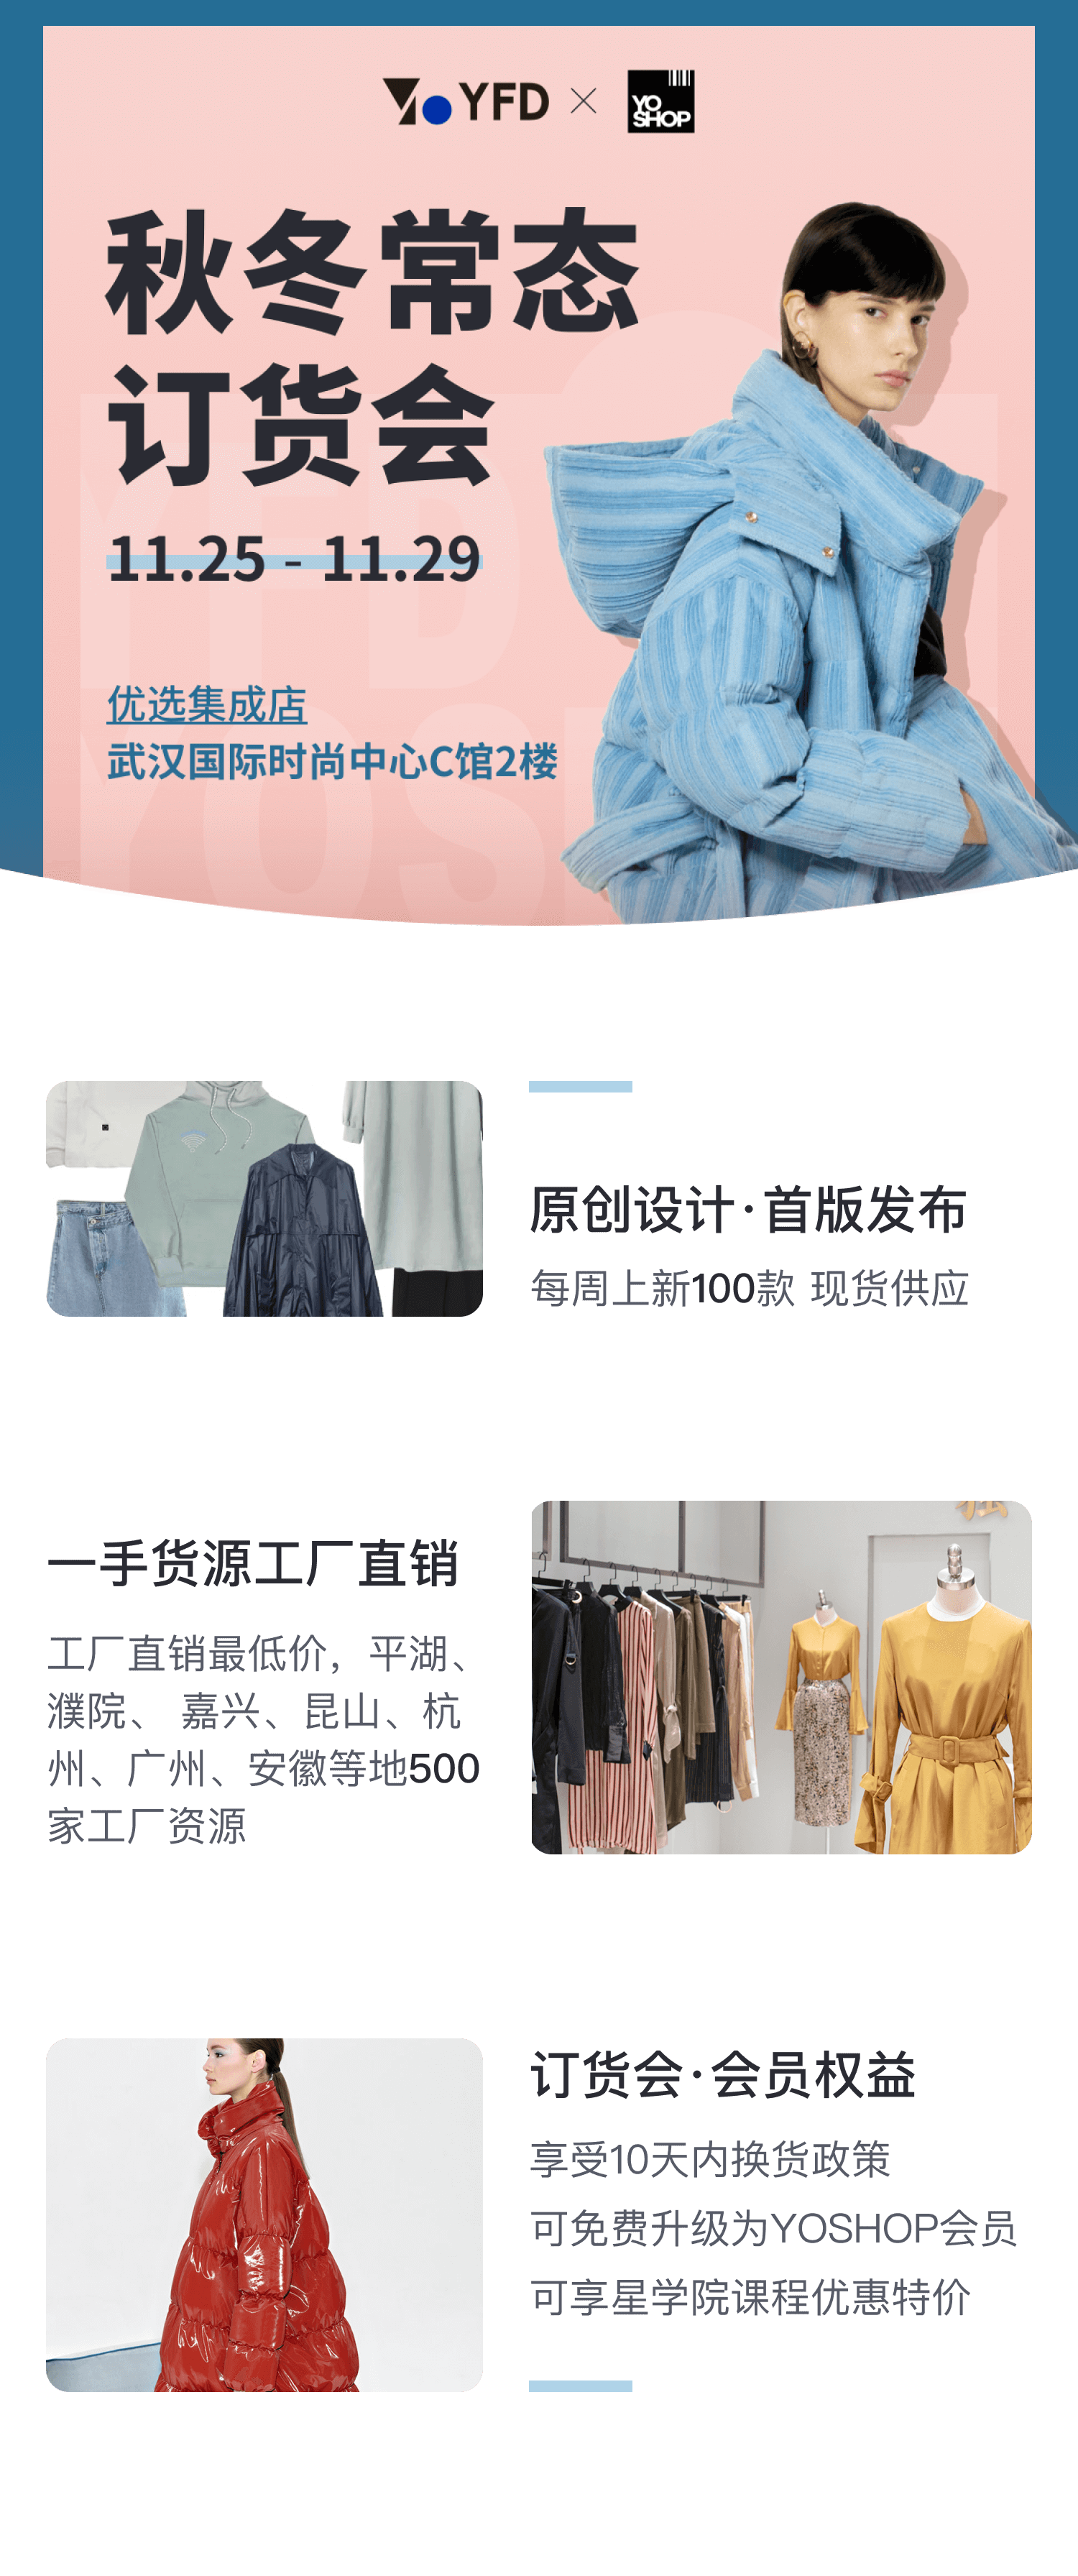 YFD
YO
SHOP
秋冬常态
订货会
11.25 - 11.29
优选集成店
武汉国际时尚中心C馆2楼
YFD
YOSH
原创设计·首版发布
每周上新100款 现货供应
一手货源工厂直销
工厂直销最低价，平湖、
濮院、 嘉兴、昆山、杭
州、广州、安徽等地500
家工厂资源
订货会·会员权益
享受10天内换货政策
可免费升级为YOSHOP会员
可享星学院课程优惠特价